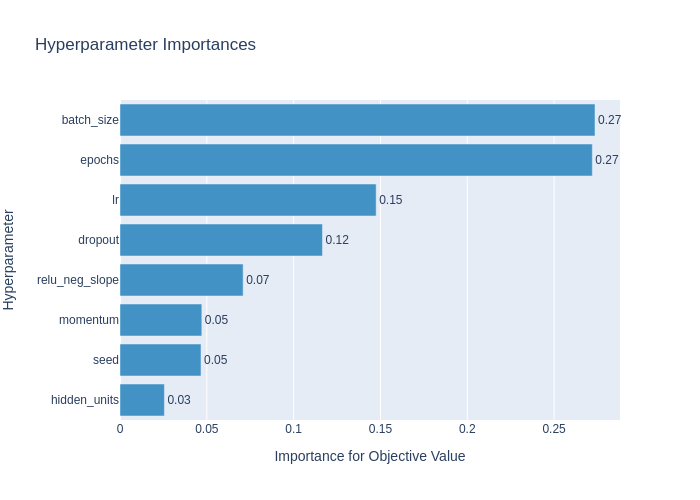 Hyperparameter Importances
batch_size 0.27
epochs 0.27
lr 0.15
dropout 0.12
relu_neg_slope 0.07
momentum 0.05
seed 0.05
hidden_units 0.03
0 0.05 0.1 0.15 0.2 0.25
Importance for Objective Value
Hyperparameter